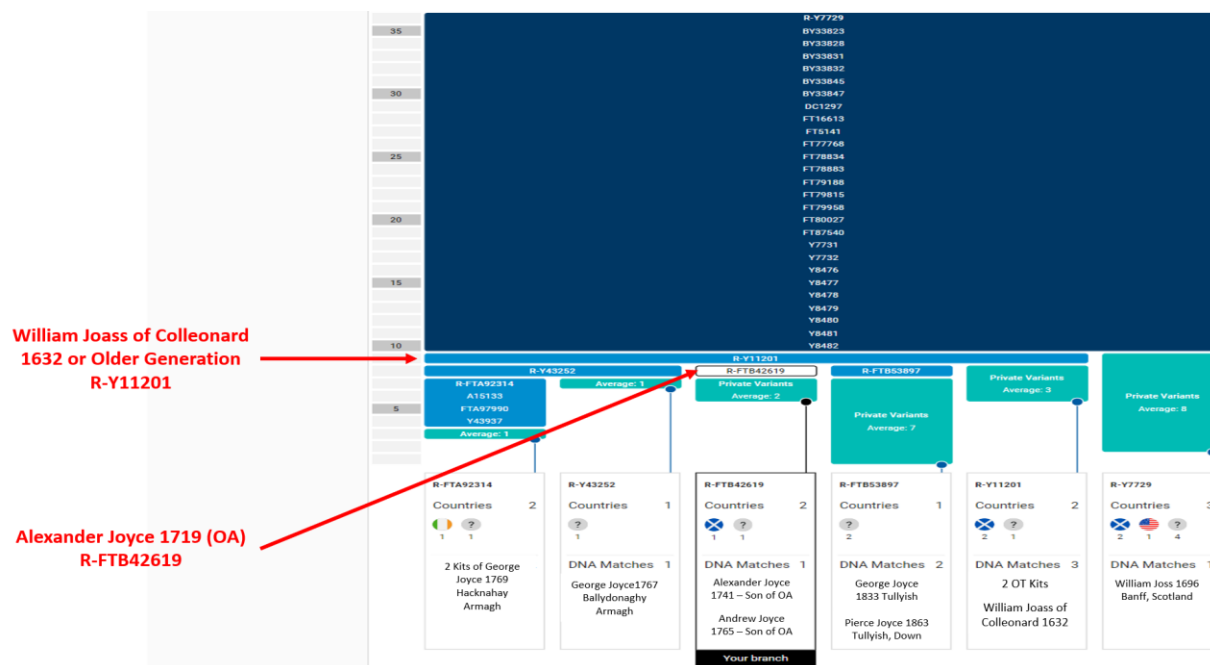 R-Y7729
35
BY33823
BY33828
BY33831
BY33832
BY33845
30
BY33847
DC1297
FT16613
FT5141
FT77768
25
FT78834
FT78883
FT79188
FT79815
FT79958
20
FT80027
FT87540
Y7731
Y7732
Y8476
15
Y8477
Y8478
Y8479
Y8480
Y8481
10
Y8482
William Joass of Colleonard
1632 or Older Generation
R-Y11201
R-Y11201
R-Y43252
R-FTB42619
R-FTB53897
5
R-FTA92314
A15133
FTA97990
Y43937
Average: 1
Average: 1
Private Variants
Average: 2
Private Variants
Average: 7
Private Variants
Average: 3
Private Variants
Average: 8
Alexander Joyce 1719 (OA)
R-FTB42619
R-FTA92314
Countries 2
?
1 1
2 Kits of George
Joyce 1769
Hacknahay
Armagh
R-Y43252
Countries 1
?
1
DNA Matches 1
George Joyce1767
Ballydonaghy
Armagh
R-FTB42619
Countries 2
?
1 1
DNA Matches 1
Alexander Joyce
1741 – Son of OA
Andrew Joyce
1765 – Son of OA
Your branch
R-FTB53897
Countries 1
?
2
DNA Matches 2
George Joyce
1833 Tullyish
Pierce Joyce 1863
Tullyish, Down
R-Y11201
Countries 2
?
2 1
DNA Matches 3
2 OT Kits
William Joass of
Colleonard 1632
R-Y7729
Countries 3
?
2 1 4
DNA Matches 1
William Joss 1696
Banff, Scotland